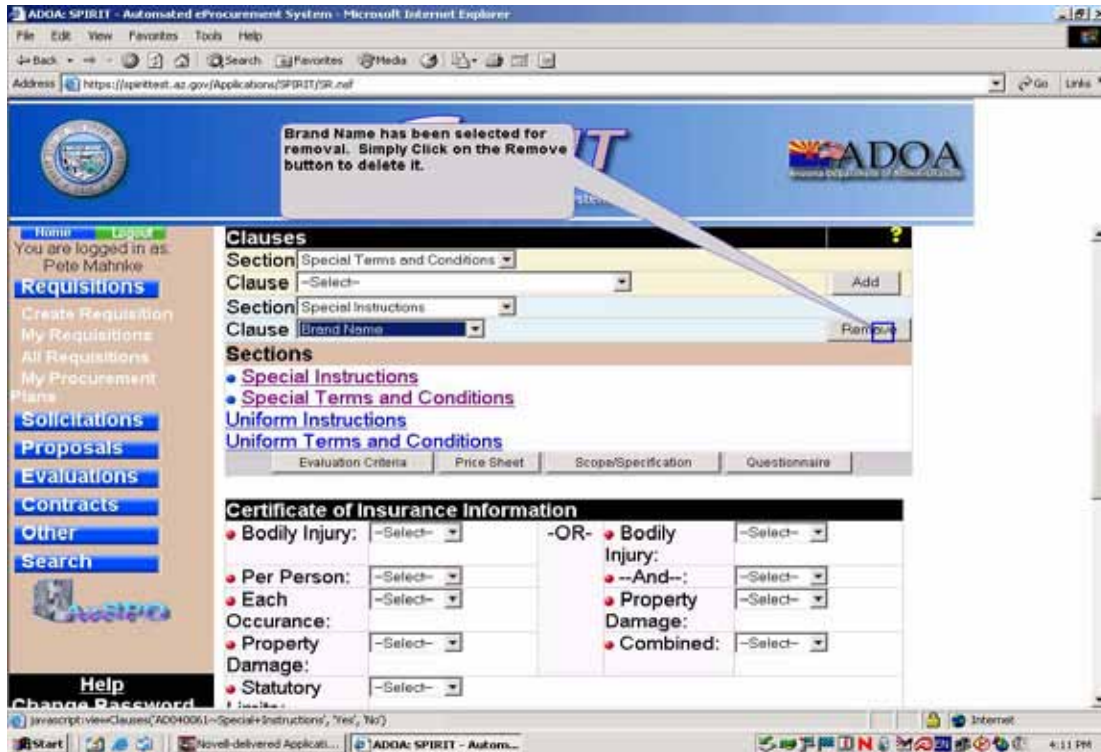 ADOA: SPIRIT - Automated eProcurement System - Microsoft Internet Explorer
File Edit View Favorites Tools Help
Back Search Favorites Media
Address https://spirittest.az.gov/Applications/SPIRIT/SR.nsf Go Links
Brand Name has been selected for
removal. Simply Click on the Remove
button to delete it.
ADOA
Arizona Department of Administration
Home Logout
You are logged in as:
Pete Mahnke
Requisitions
Create Requisition
My Requisitions
All Requisitions
My Procurement
Plans
Solicitations
Proposals
Evaluations
Contracts
Other
Search
Help
Change Password
Clauses ?
Section Special Terms and Conditions
Clause --Select-- Add
Section Special Instructions
Clause Brand Name Remove
Sections
Special Instructions
Special Terms and Conditions
Uniform Instructions
Uniform Terms and Conditions
Evaluation Criteria Price Sheet Scope/Specification Questionnaire
Certificate of Insurance Information
Bodily Injury: --Select-- -OR- Bodily Injury: --Select--
Per Person: --Select-- --And--: --Select--
Each Occurance: --Select-- Property Damage: --Select--
Property Damage: --Select-- Combined: --Select--
Statutory --Select--
javascript:viewClauses('AD040061~Special+Instructions', 'Yes', 'No') Internet
Start Novell-delivered Applicati... ADOA: SPIRIT - Autom... 4:11 PM